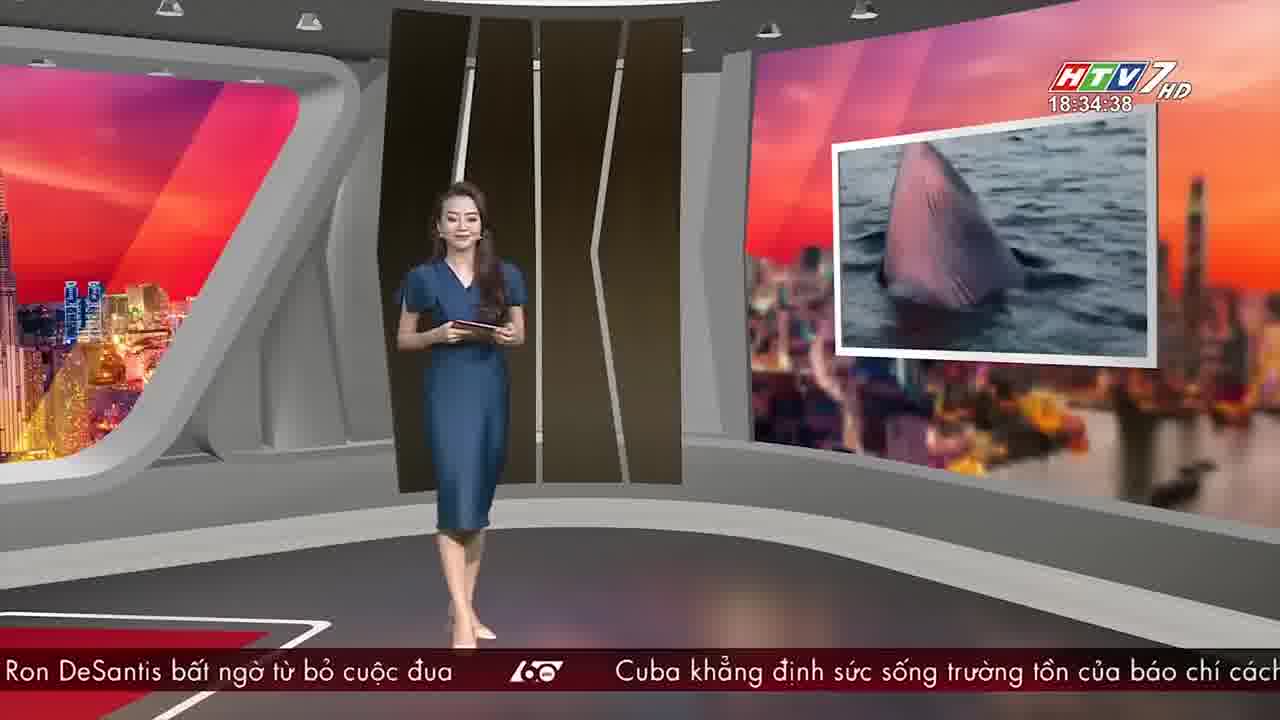 HTV7 HD
18:34:38
Ron DeSantis bất ngờ từ bỏ cuộc đua
60
Cuba khẳng định sức sống trường tồn của báo chí cách